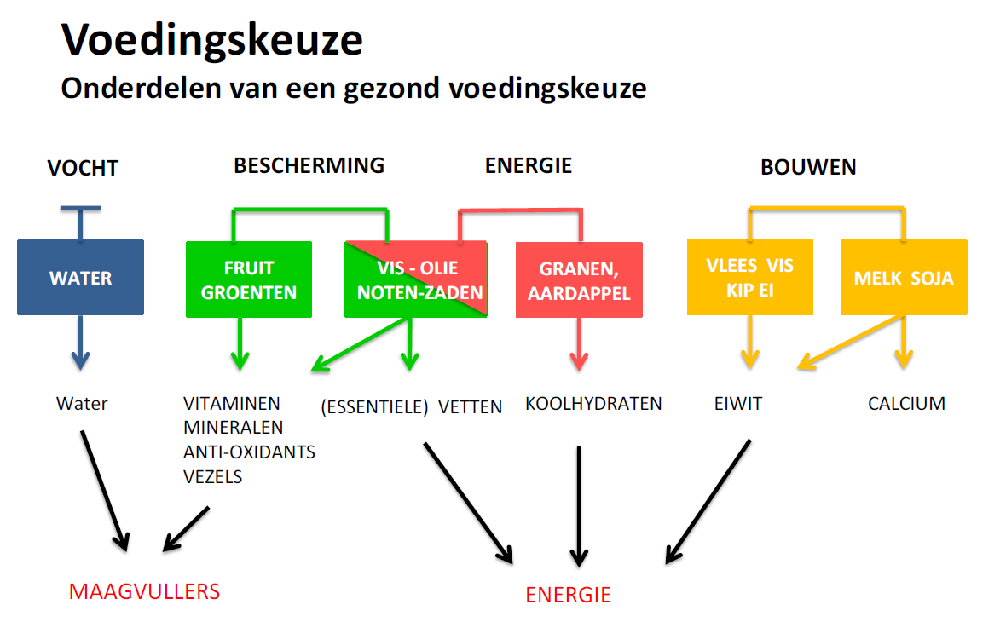 Voedingskeuze
Onderdelen van een gezond voedingskeuze
VOCHT
BESCHERMING
ENERGIE
BOUWEN
WATER
FRUIT
GROENTEN
VIS - OLIE
NOTEN-ZADEN
GRANEN,
AARDAPPEL
VLEES VIS
KIP EI
MELK SOJA
Water
VITAMINEN
MINERALEN
ANTI-OXIDANTS
VEZELS
(ESSENTIELE) VETTEN
KOOLHYDRATEN
EIWIT
CALCIUM
MAAGVULLERS
ENERGIE